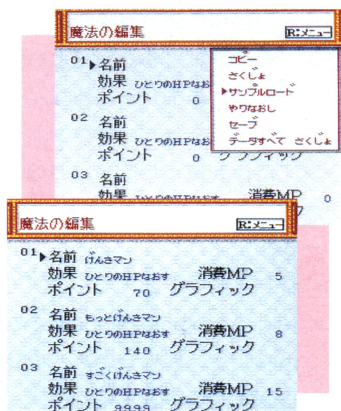 魔法の編集
R:メニュー
01▶名前
効果 ひとりのHPなお
ポイント 0
02 名前
効果 ひとりのHPなお
ポイント 0 グラフィック
03 名前
効果 消費MP 0
コピー
さくじょ
▶サンプルロード
やりなおし
セーブ
データすべて さくじょ
魔法の編集
R:メニュー
01▶名前 げんきマン
効果 ひとりのHPなおす 消費MP 5
ポイント 70 グラフィック
02 名前 もっとげんきマン
効果 ひとりのHPなおす 消費MP 8
ポイント 140 グラフィック
03 名前 すごくげんきマン
効果 ひとりのHPなおす 消費MP 15
ポイント 9999 グラフィック